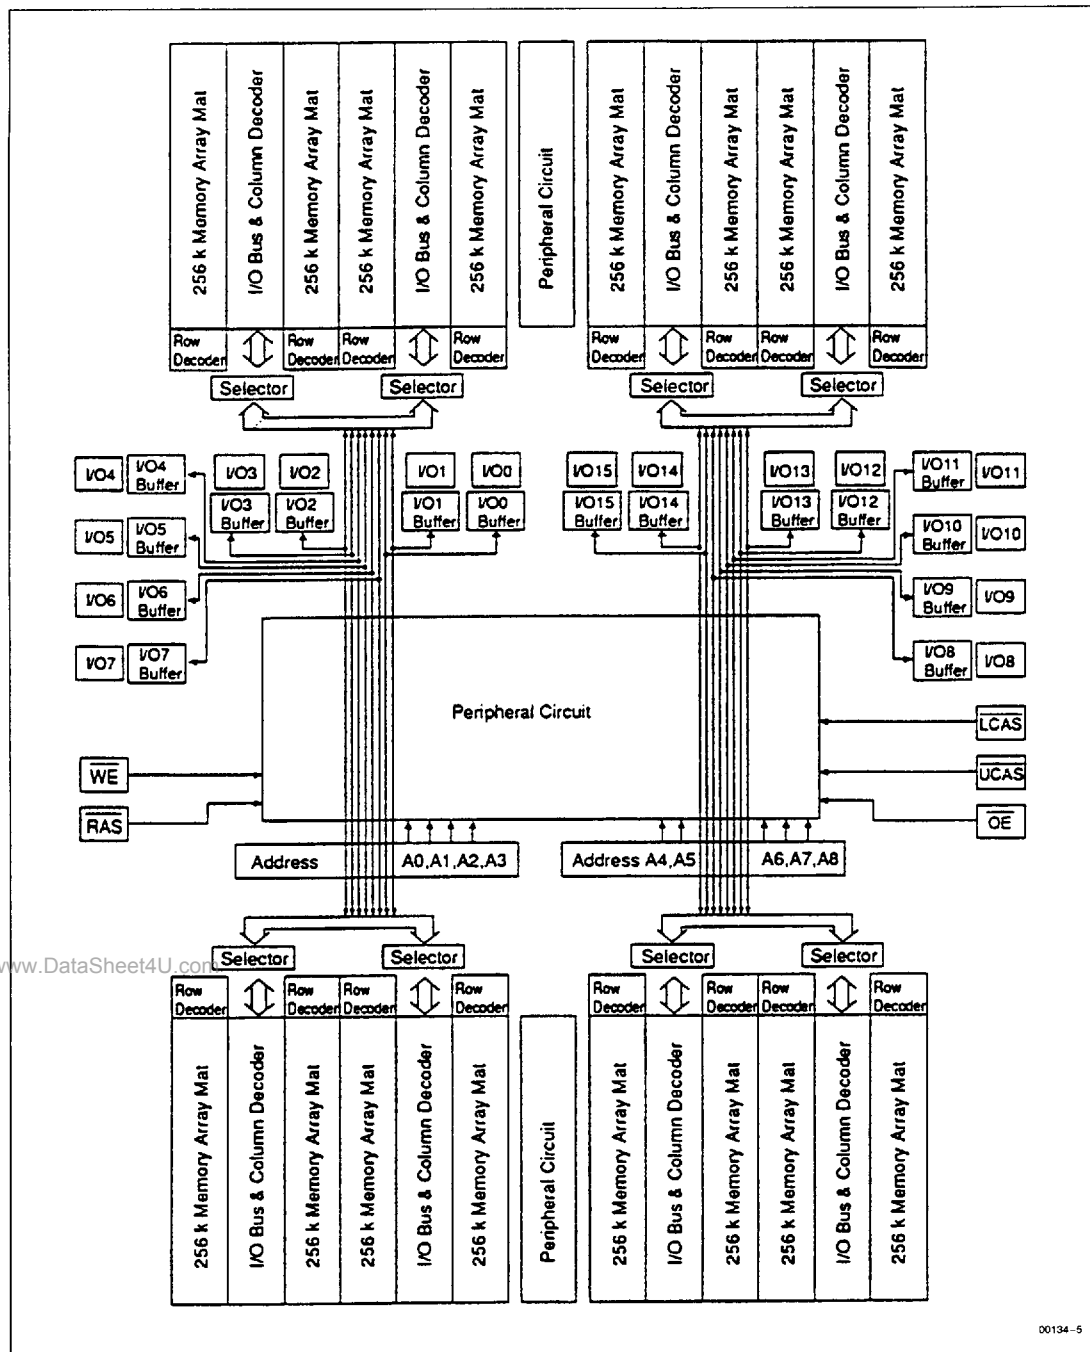 256 k Memory Array Mat
I/O Bus & Column Decoder
256 k Memory Array Mat
256 k Memory Array Mat
I/O Bus & Column Decoder
256 k Memory Array Mat
Peripheral Circuit
256 k Memory Array Mat
I/O Bus & Column Decoder
256 k Memory Array Mat
256 k Memory Array Mat
I/O Bus & Column Decoder
256 k Memory Array Mat
Row
Decoder
Row
Decoder
Row
Decoder
Row
Decoder
Row
Decoder
Row
Decoder
Row
Decoder
Row
Decoder
Selector
Selector
Selector
Selector
I/O4
I/O4
Buffer
I/O3
I/O2
I/O1
I/O0
I/O15
I/O14
I/O13
I/O12
I/O11
Buffer
I/O11
I/O3
Buffer
I/O2
Buffer
I/O1
Buffer
I/O0
Buffer
I/O15
Buffer
I/O14
Buffer
I/O13
Buffer
I/O12
Buffer
I/O5
I/O5
Buffer
I/O10
Buffer
I/O10
I/O6
I/O6
Buffer
I/O9
Buffer
I/O9
I/O7
I/O7
Buffer
I/O8
Buffer
I/O8
Peripheral Circuit
LCAS
WE
UCAS
RAS
OE
Address A0,A1,A2,A3
Address A4,A5 A6,A7,A8
Selector
Selector
Selector
Selector
www.DataSheet4U.com
Row
Decoder
Row
Decoder
Row
Decoder
Row
Decoder
Row
Decoder
Row
Decoder
Row
Decoder
Row
Decoder
256 k Memory Array Mat
I/O Bus & Column Decoder
256 k Memory Array Mat
256 k Memory Array Mat
I/O Bus & Column Decoder
256 k Memory Array Mat
Peripheral Circuit
256 k Memory Array Mat
I/O Bus & Column Decoder
256 k Memory Array Mat
256 k Memory Array Mat
I/O Bus & Column Decoder
256 k Memory Array Mat
00134-5